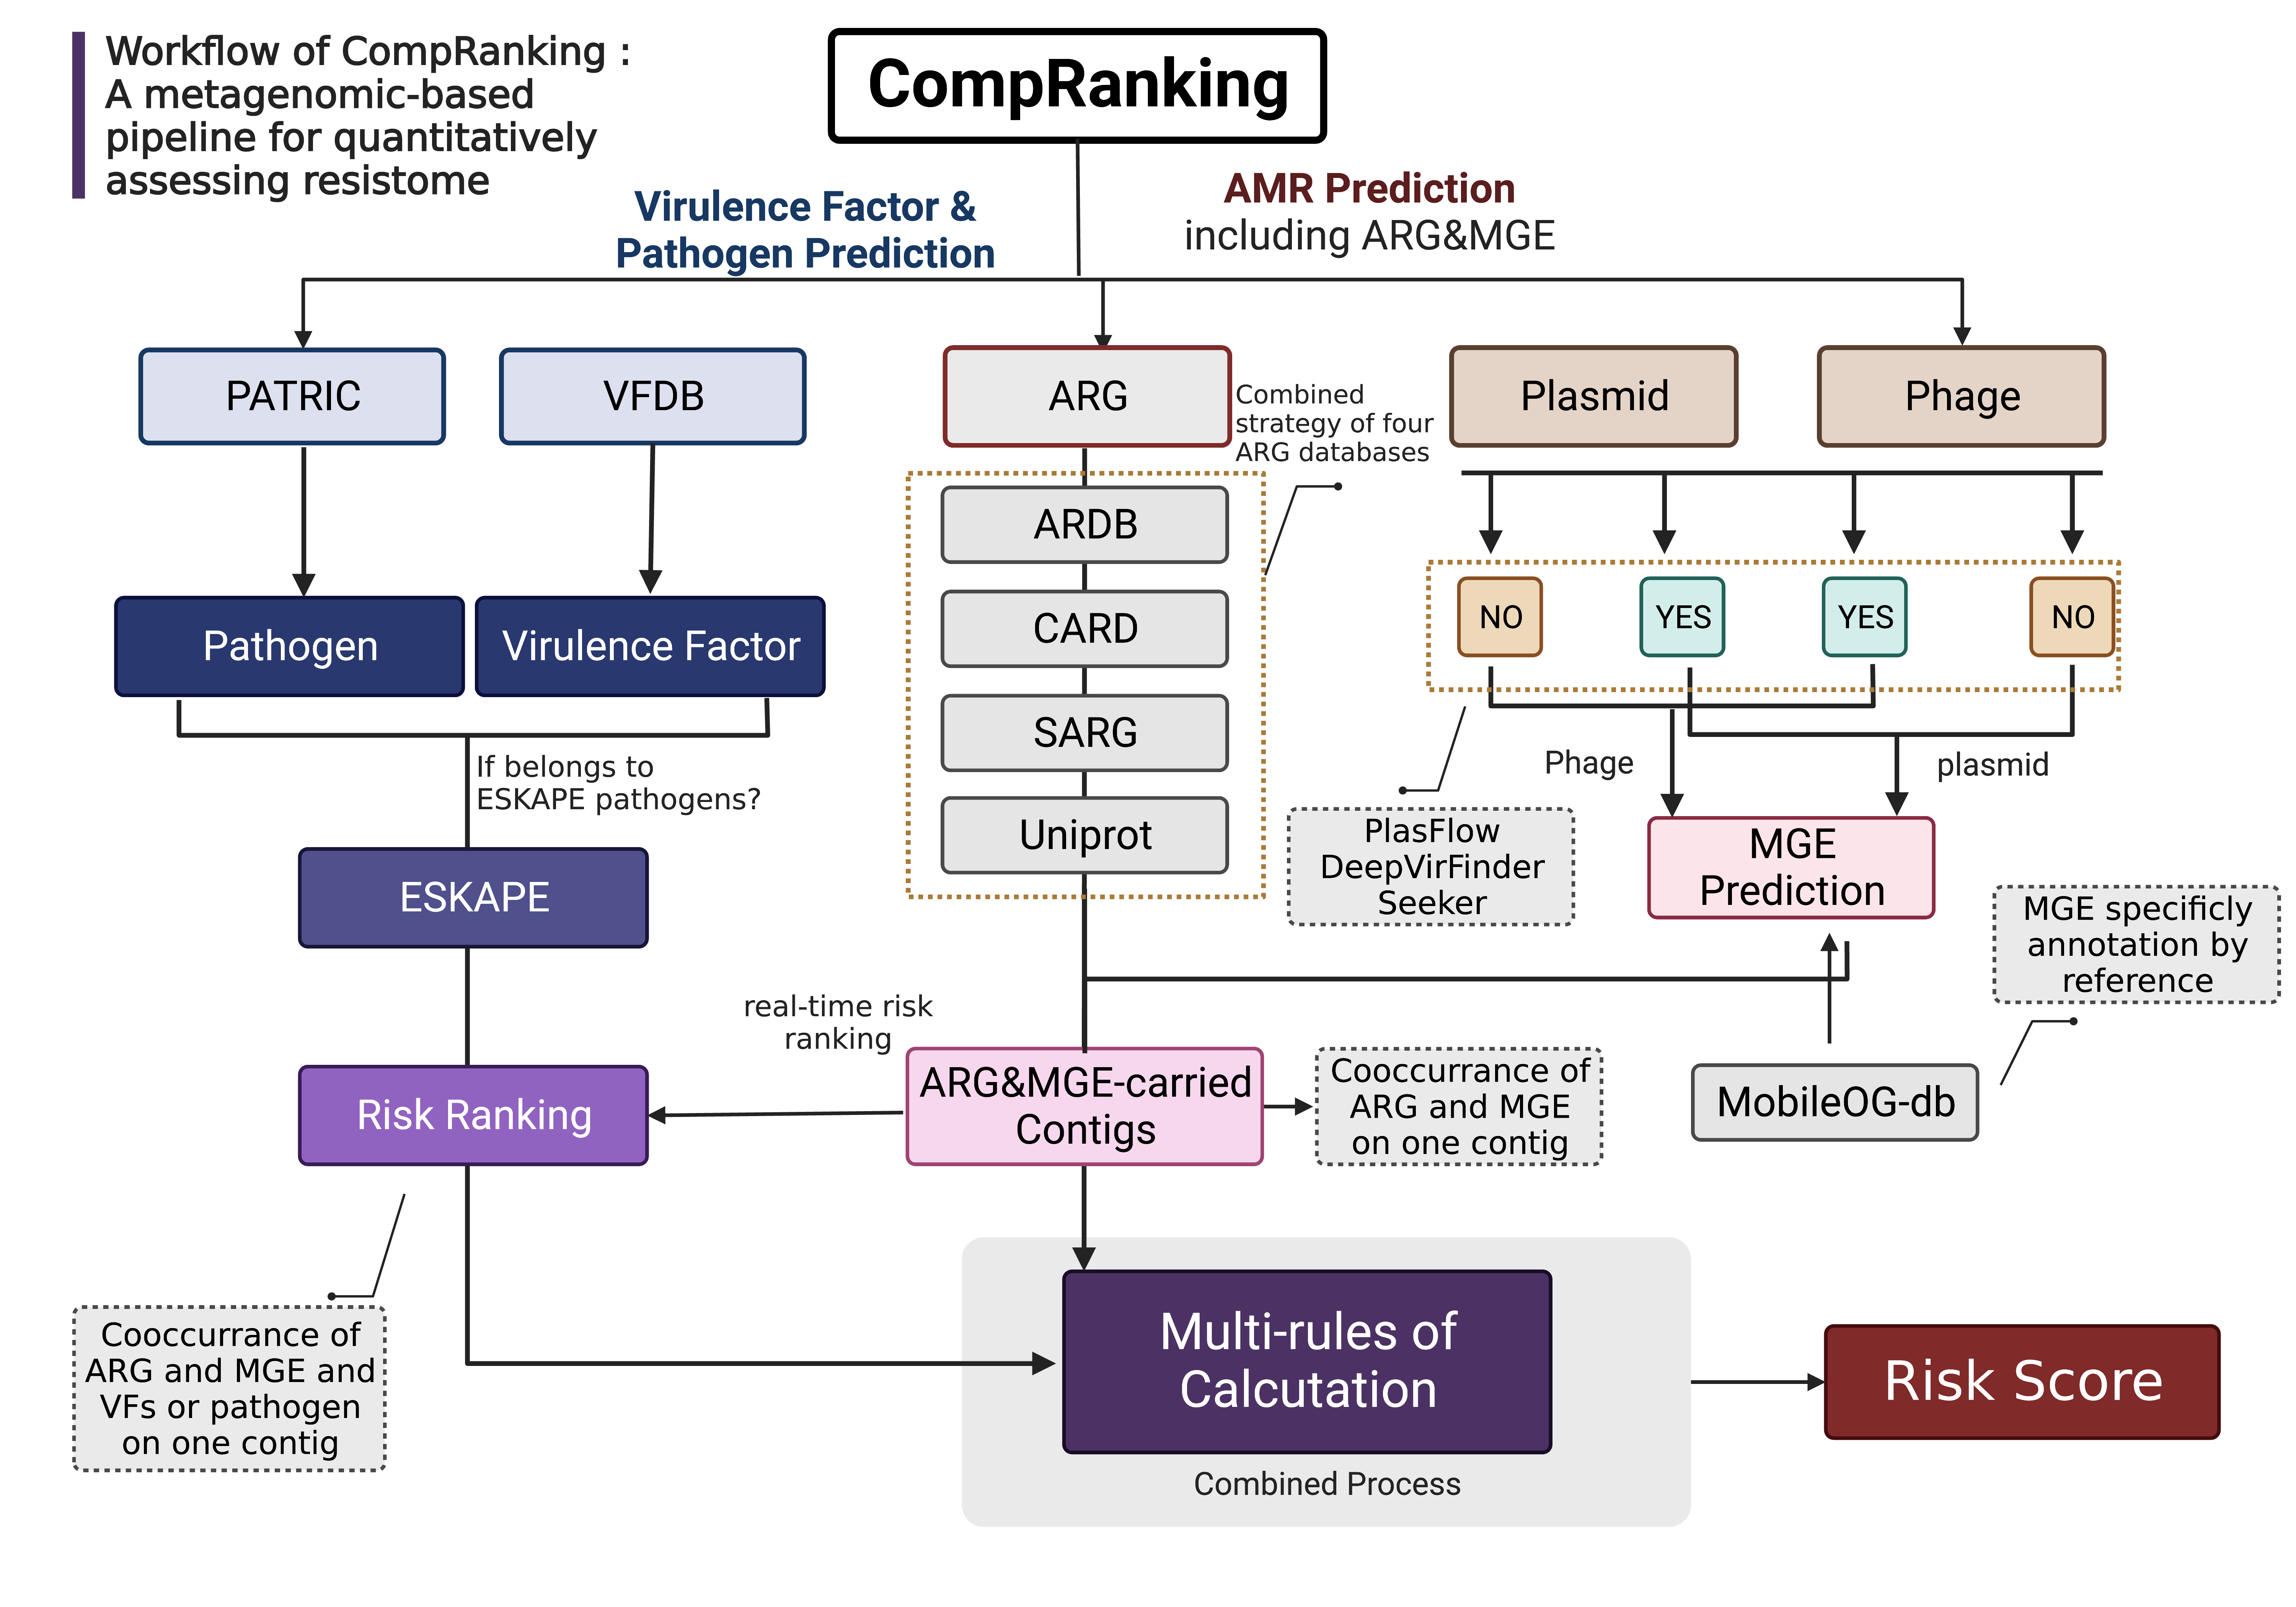 Workflow of CompRanking :
A metagenomic-based
pipeline for quantitatively
assessing resistome
CompRanking
Virulence Factor &
Pathogen Prediction
AMR Prediction
including ARG&MGE
PATRIC
VFDB
ARG
Plasmid
Phage
Combined
strategy of four
ARG databases
ARDB
CARD
SARG
Uniprot
NO
YES
YES
NO
Pathogen
Virulence Factor
If belongs to
ESKAPE pathogens?
Phage
plasmid
PlasFlow
DeepVirFinder
Seeker
MGE
Prediction
ESKAPE
MGE specificly
annotation by
reference
real-time risk
ranking
Risk Ranking
ARG&MGE-carried
Contigs
Cooccurrance of
ARG and MGE
on one contig
MobileOG-db
Cooccurrance of
ARG and MGE and
VFs or pathogen
on one contig
Multi-rules of
Calcutation
Combined Process
Risk Score